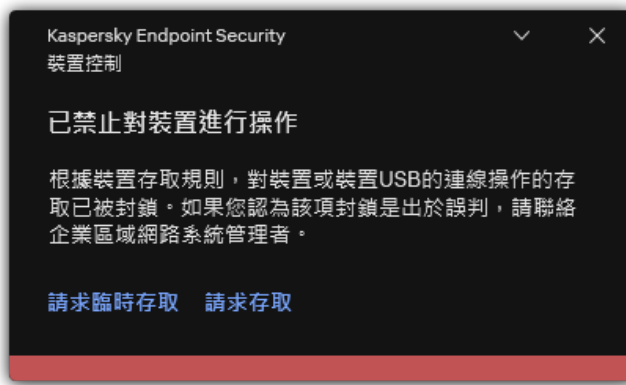 Kaspersky Endpoint Security
裝置控制
已禁止對裝置進行操作
根據裝置存取規則，對裝置或裝置USB的連線操作的存
取已被封鎖。如果您認為該項封鎖是出於誤判，請聯絡
企業區域網路系統管理者。
請求臨時存取 請求存取